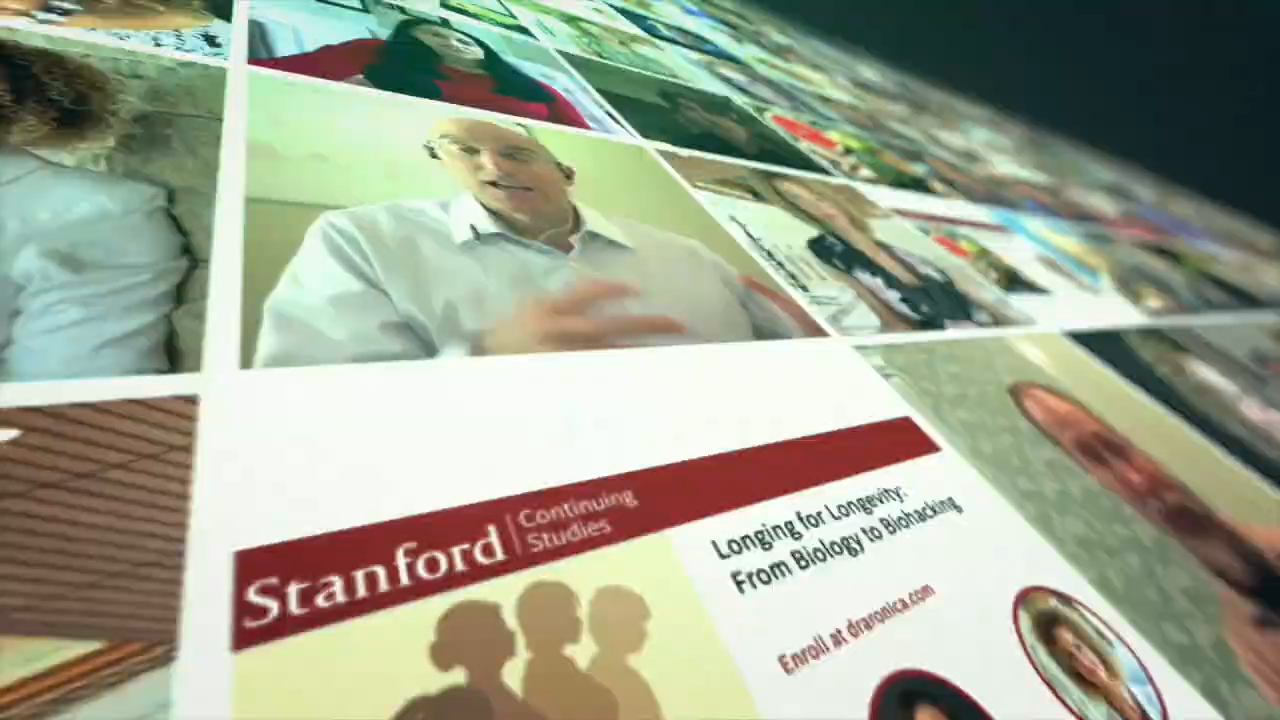 Stanford
Continuing
Studies
Longing for Longevity:
From Biology to Biohacking
Enroll at draronica.com